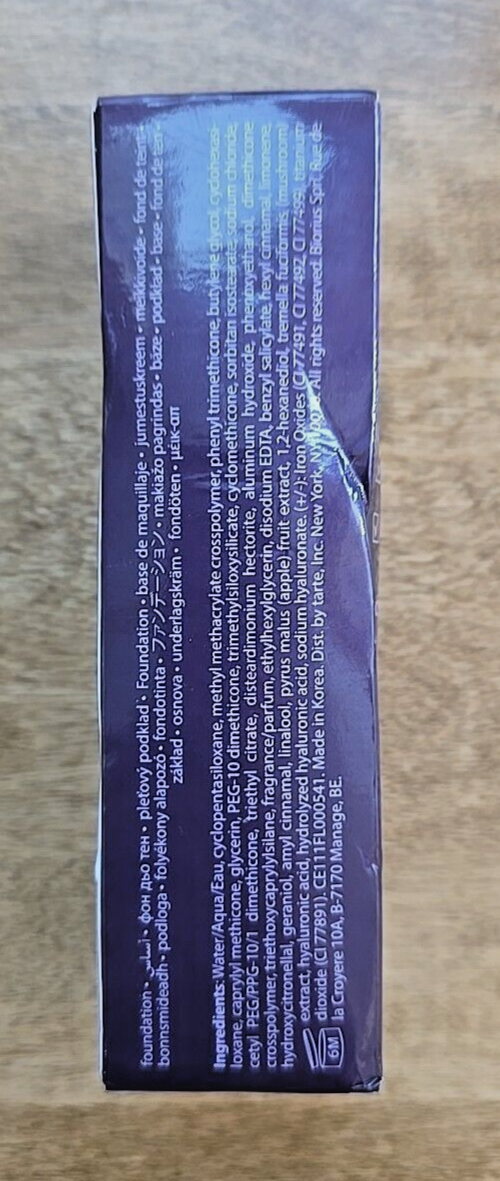 foundation • أساس • фон дьо тен • pleťový podklad • Foundation • base de maquillaje • jumestuskreem • meikkivoide • fond de teint •
bonnsmideadh • podloga • folyékony alapozó • fondotinta • ファンデーション • makiažo pagrindas • bāze • podkład • base • fond de ten •
základ • osnova • underlagskräm • fondöten • μέικ-απ
Ingredients: Water/Aqua/Eau, cyclopentasiloxane, methyl methacrylate crosspolymer, phenyl trimethicone, butylene glycol, cyclohexasi-
loxane, caprylyl methicone, glycerin, PEG-10 dimethicone, trimethylsiloxysilicate, cyclomethicone, sorbitan isostearate, sodium chloride,
cetyl PEG/PPG-10/1 dimethicone, triethyl citrate, disteardimonium hectorite, aluminum hydroxide, phenoxyethanol, dimethicone
crosspolymer, triethoxycaprylylsilane, fragrance/parfum, ethylhexylglycerin, disodium EDTA, benzyl salicylate, hexyl cinnamal, limonene,
hydroxycitronellal, geraniol, amyl cinnamal, linalool, pyrus malus (apple) fruit extract, 1,2-hexanediol, tremella fuciformis (mushroom)
extract, hyaluronic acid, hydrolyzed hyaluronic acid, sodium hyaluronate. (+/-): Iron Oxides (CI 77491, CI 77492, CI 77499), titanium
dioxide (CI 77891). CE111FL000541. Made in Korea. Dist. by tarte, Inc. New York, NY All rights reserved. Bionius Sprl, Rue de
la Croyere 10A, B-7170 Manage, BE.
6M